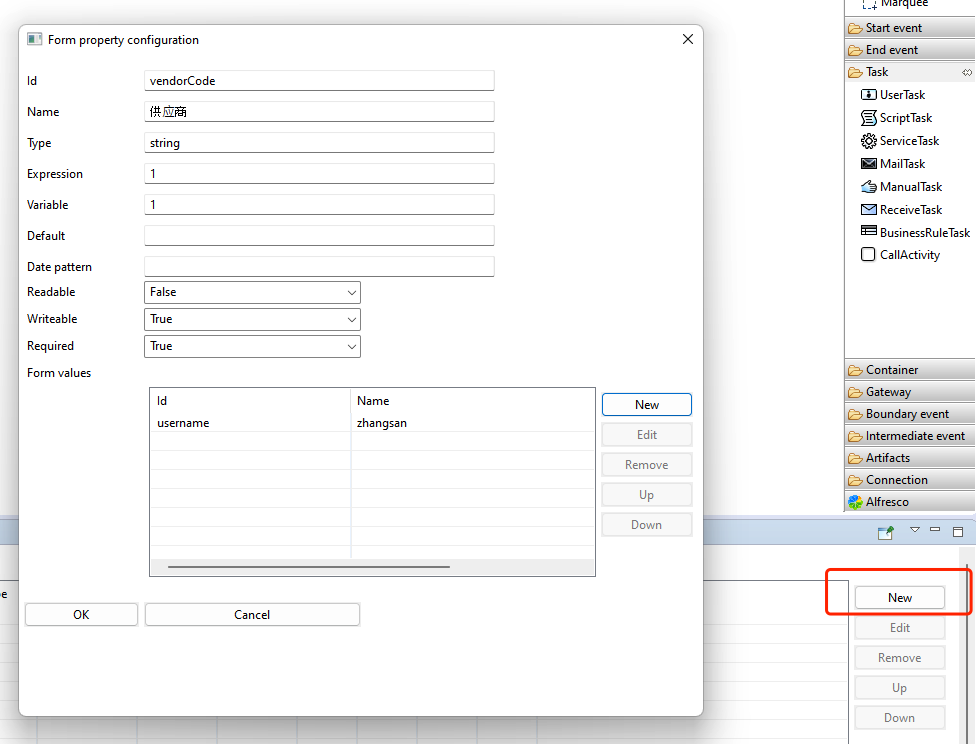 Form property configuration
Id
vendorCode
Name
供应商
Type
string
Expression
1
Variable
1
Default
Date pattern
Readable
False
Writeable
True
Required
True
Form values
Id Name
username zhangsan
New
Edit
Remove
Up
Down
OK
Cancel
Marquee
Start event
End event
Task
UserTask
ScriptTask
ServiceTask
MailTask
ManualTask
ReceiveTask
BusinessRuleTask
CallActivity
Container
Gateway
Boundary event
Intermediate event
Artifacts
Connection
Alfresco
New
Edit
Remove
Up
Down